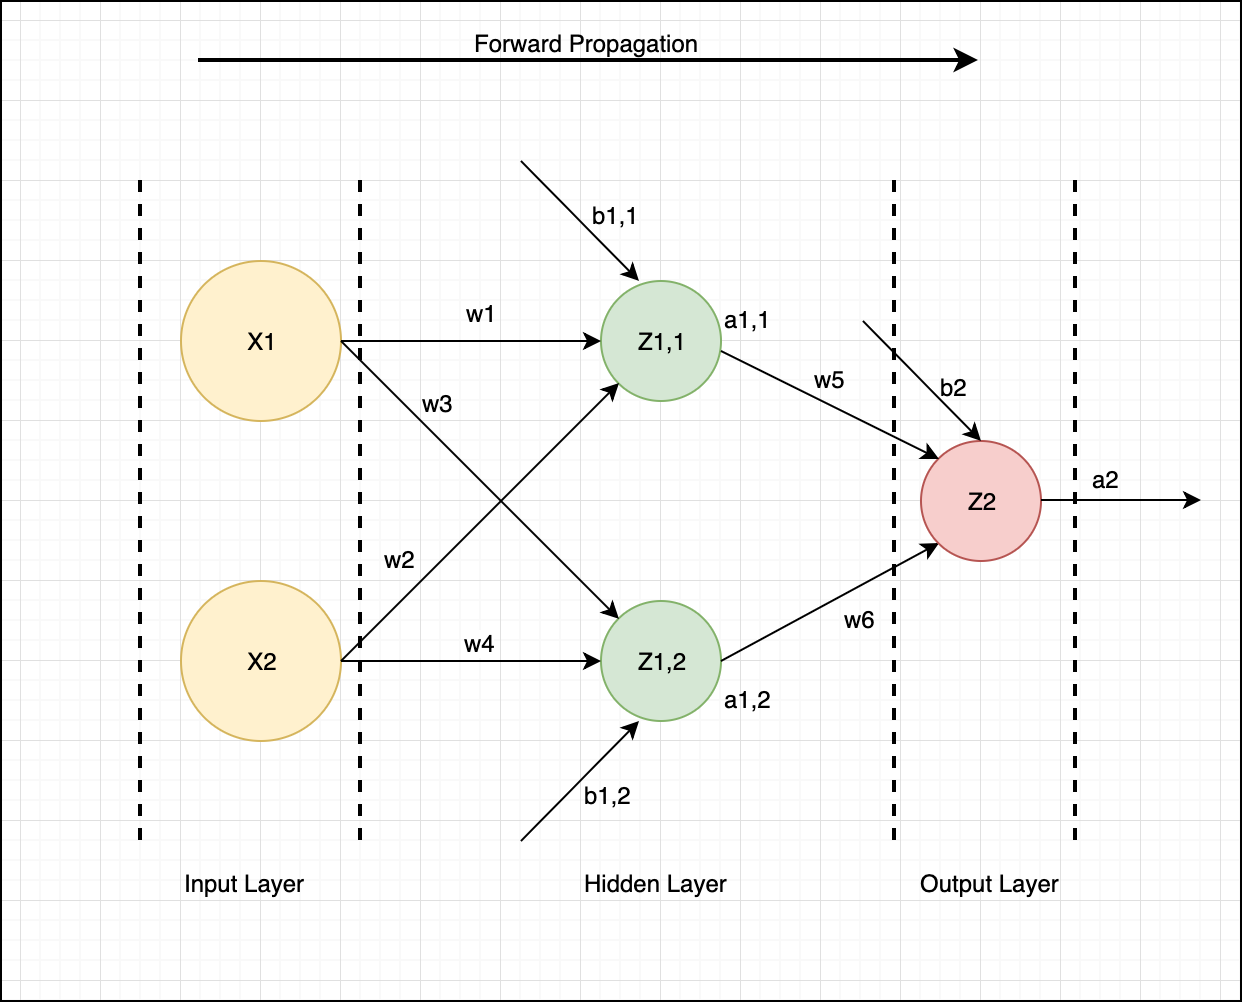 Forward Propagation
b1,1
w1
X1
Z1,1
a1,1
w3
w5
b2
w2
Z2
a2
w4
w6
X2
Z1,2
a1,2
b1,2
Input Layer
Hidden Layer
Output Layer